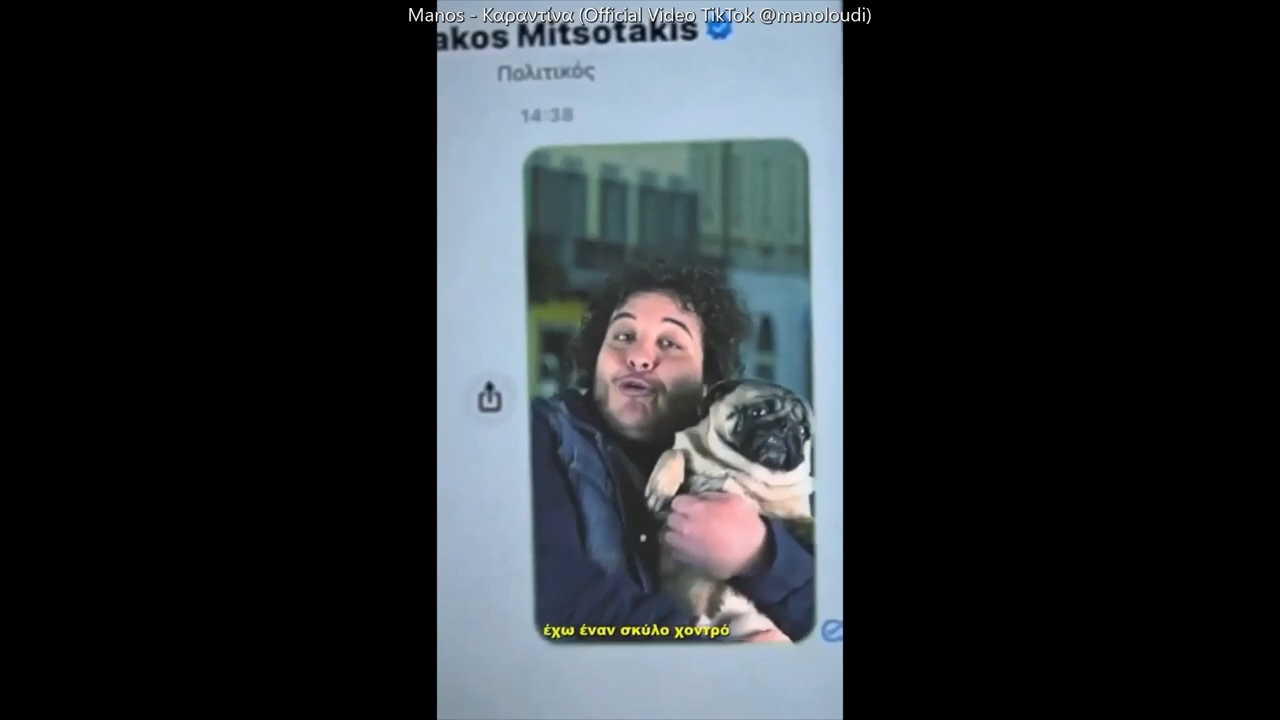 Manos - Καραντίνα (Official Video TikTok @manoloudi)
akos Mitsotakis
Πολιτικός
14:38
έχω έναν σκύλο χοντρό